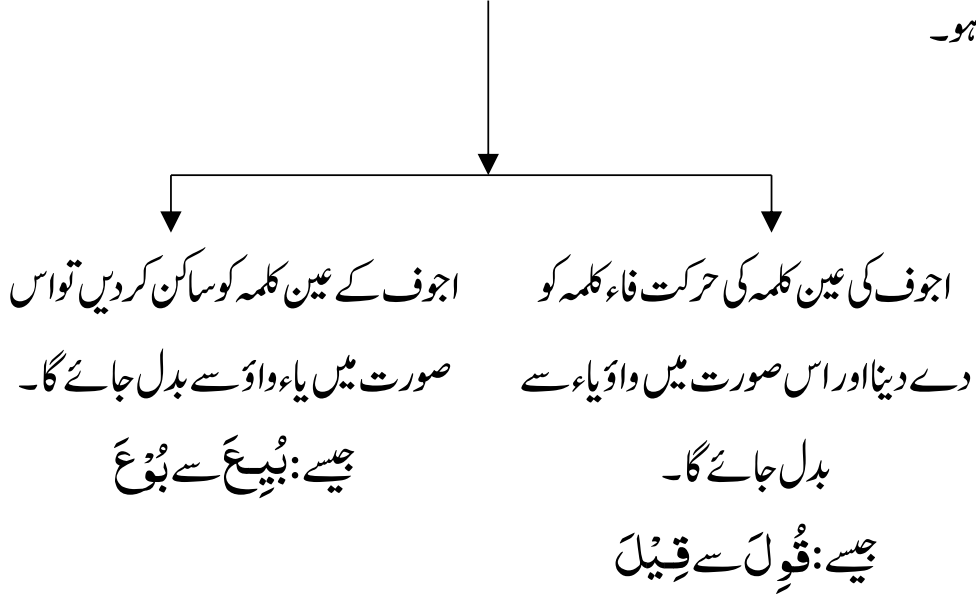 ہو۔
اجوف کی عین کلمہ کی حرکت فاء کلمہ کو
دے دینا اور اس صورت میں واؤ یاء سے
بدل جائے گا۔
جیسے: قُوِلَ سے قِيْلَ
اجوف کے عین کلمہ کو ساکن کر دیں تو اس
صورت میں یاء واؤ سے بدل جائے گا۔
جیسے: بُيِعَ سے بُوْعَ